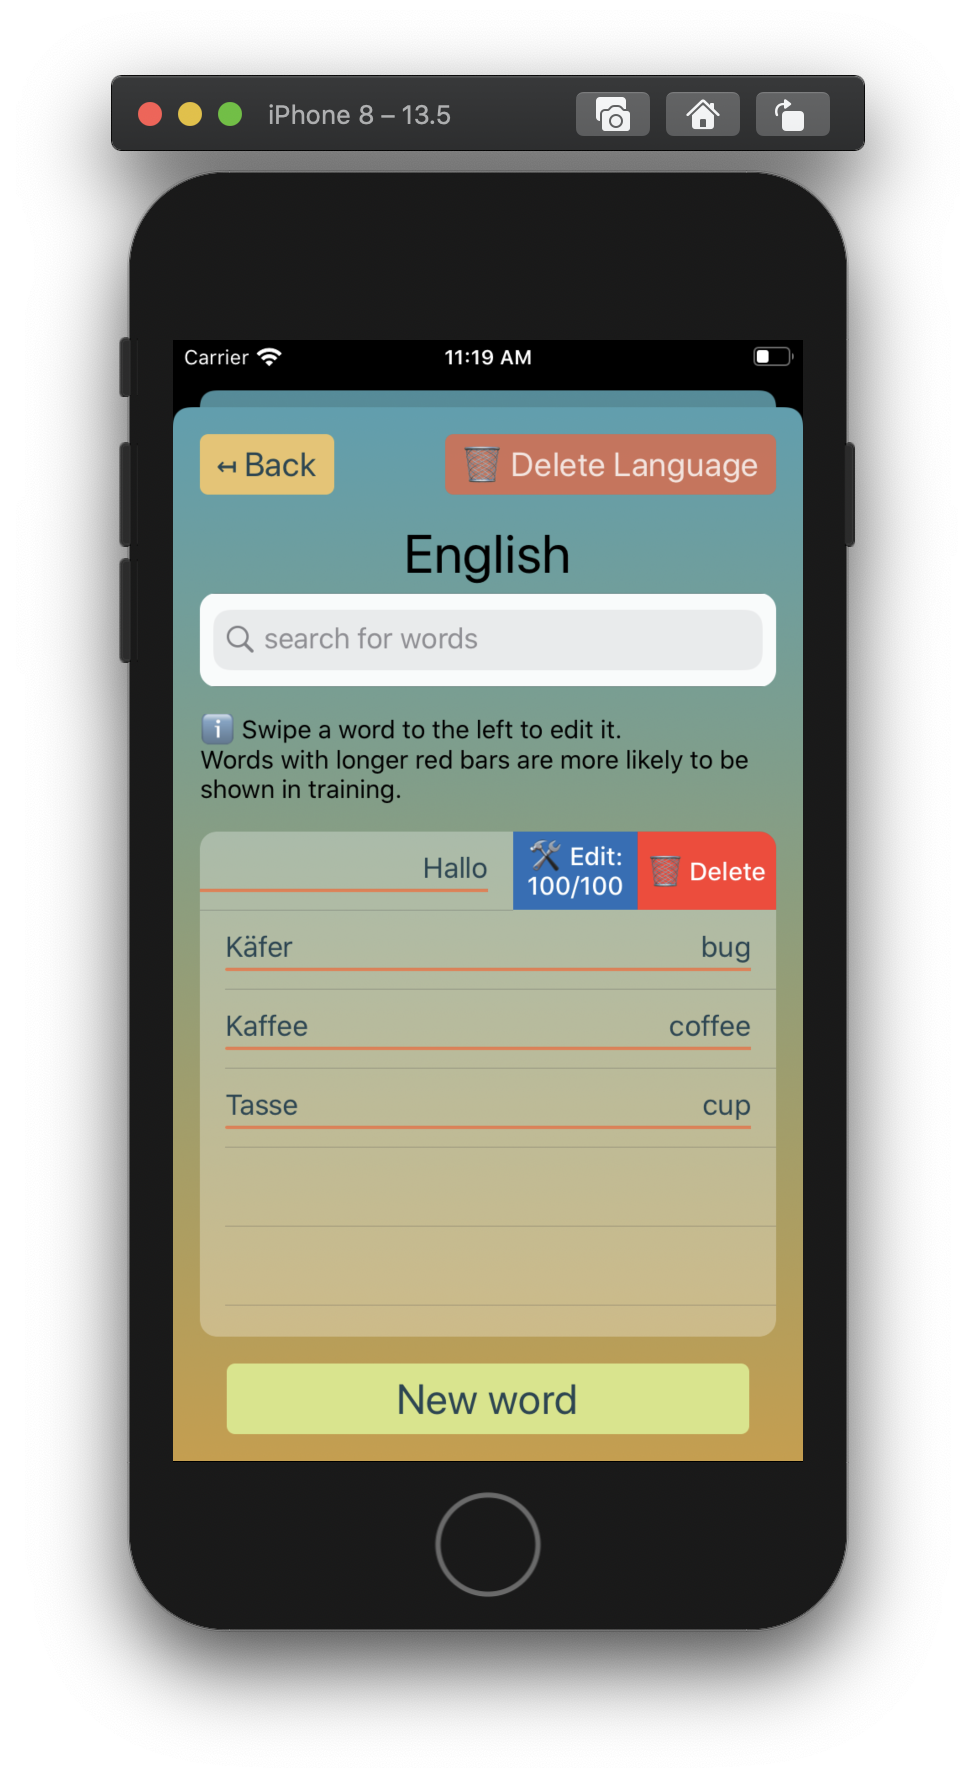 iPhone 8 – 13.5
Carrier 11:19 AM
↤ Back
🗑 Delete Language
English
search for words
ℹ️ Swipe a word to the left to edit it.
Words with longer red bars are more likely to be
shown in training.
Hallo
🛠 Edit:
100/100
🗑 Delete
Käfer bug
Kaffee coffee
Tasse cup
New word